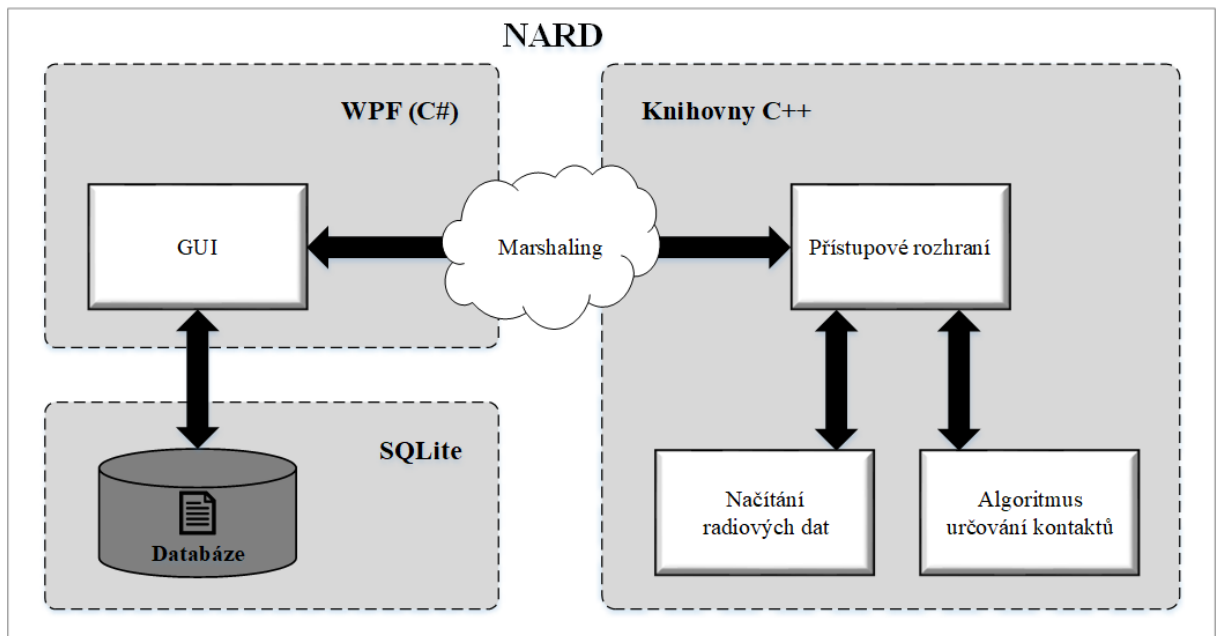 NARD
WPF (C#)
Knihovny C++
GUI
Marshaling
Přístupové rozhraní
SQLite
Databáze
Načítání
radiových dat
Algoritmus
určování kontaktů